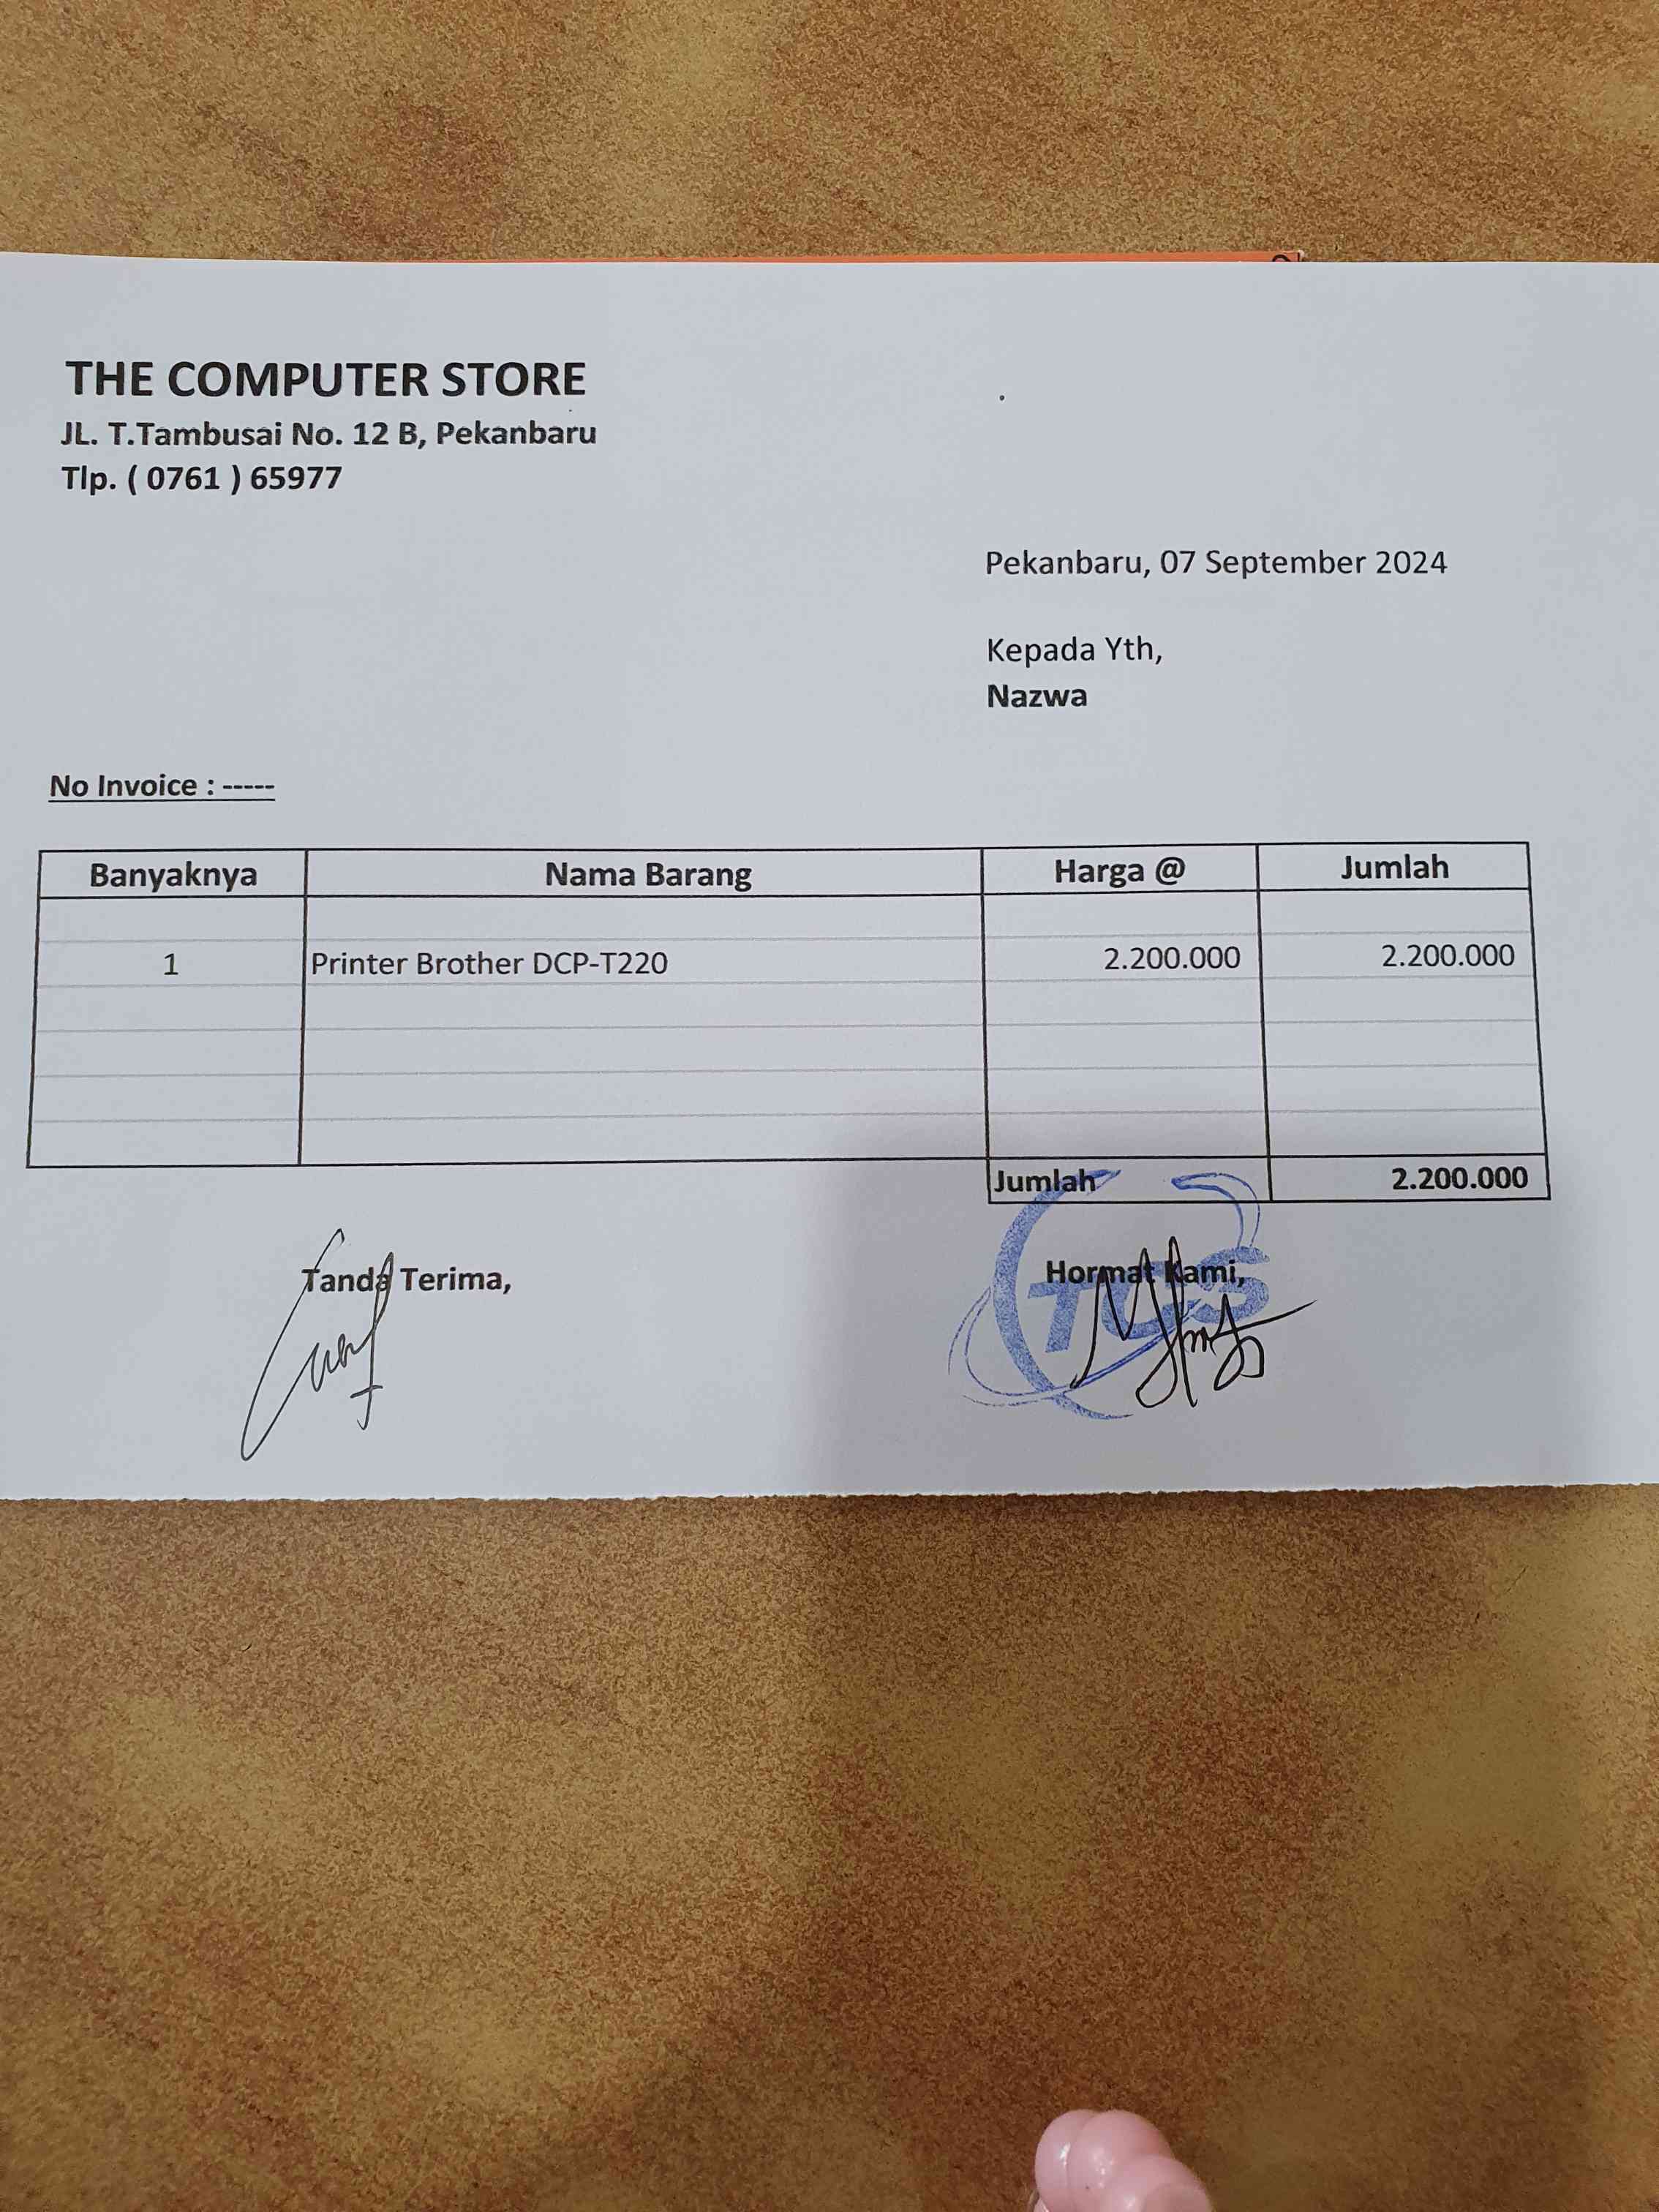 THE COMPUTER STORE
JL. T.Tambusai No. 12 B, Pekanbaru
Tlp. ( 0761 ) 65977
Pekanbaru, 07 September 2024
Kepada Yth,
Nazwa
No Invoice : -----
Banyaknya Nama Barang Harga @ Jumlah
1 Printer Brother DCP-T220 2.200.000 2.200.000
Jumlah 2.200.000
Tanda Terima, Hormat Kami,
TCS